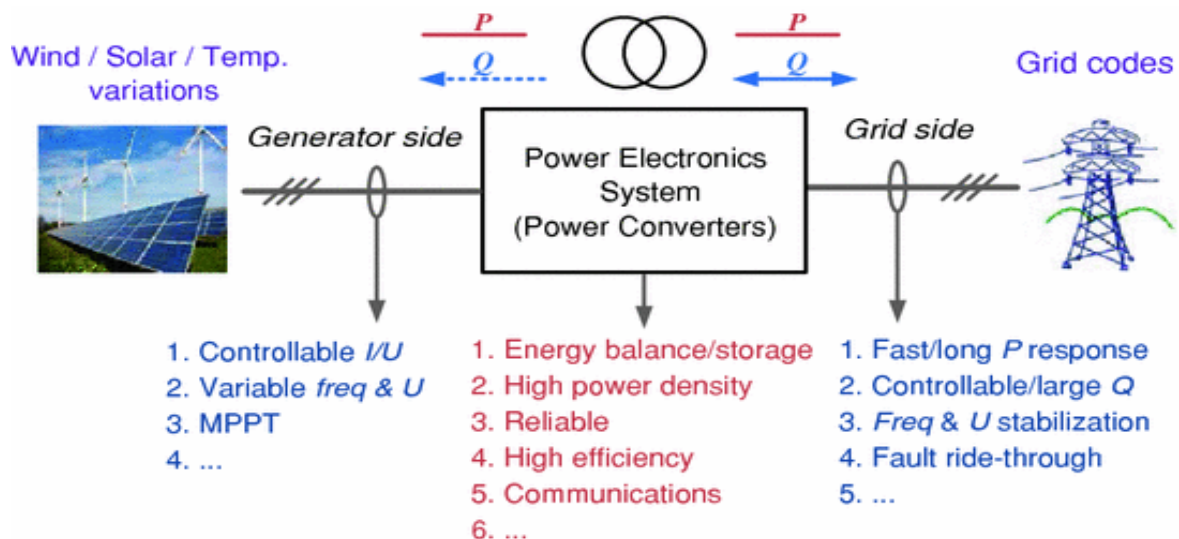 P
P
Wind / Solar / Temp.
variations
Q
Q
Grid codes
Generator side
Grid side
Power Electronics
System
(Power Converters)
1. Controllable I/U
2. Variable freq & U
3. MPPT
4. ...
1. Energy balance/storage
2. High power density
3. Reliable
4. High efficiency
5. Communications
6. ...
1. Fast/long P response
2. Controllable/large Q
3. Freq & U stabilization
4. Fault ride-through
5. ...